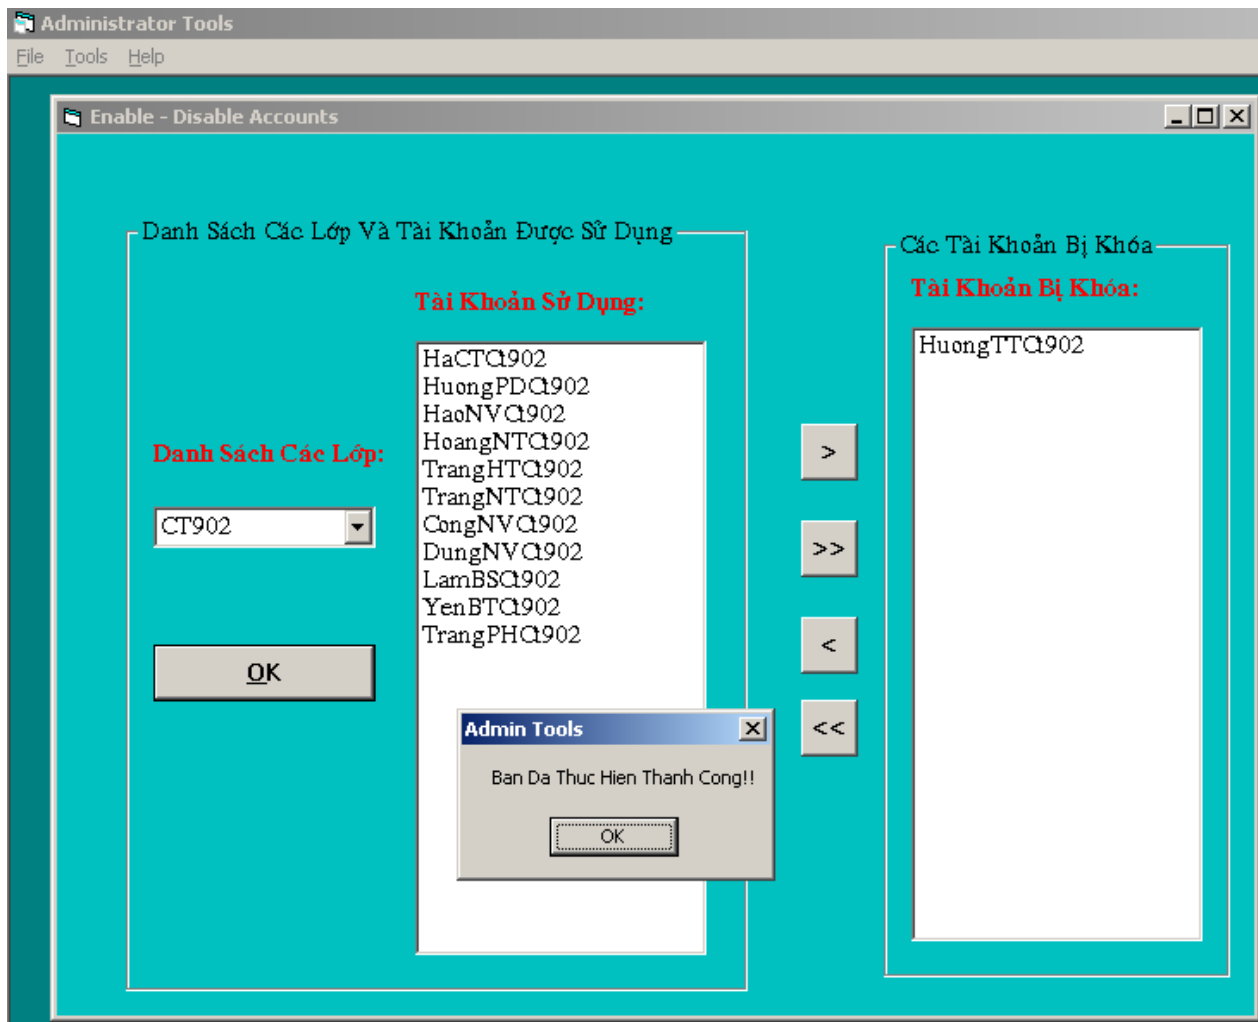 Administrator Tools
File Tools Help
Enable - Disable Accounts
Danh Sách Các Lớp Và Tài Khoản Được Sử Dụng
Tài Khoản Sử Dụng:
HaCTCt902
HuongPDCt902
HaoNVCt902
HoangNTCt902
TrangHTCt902
TrangNTCt902
CongNVCt902
DungNVCt902
LamBSCt902
YenBTCt902
TrangPHCt902
Danh Sách Các Lớp:
CT902
OK
>
>>
<
<<
Các Tài Khoản Bị Khóa
Tài Khoản Bị Khóa:
HuongTTCt902
Admin Tools
Ban Da Thuc Hien Thanh Cong!!
OK